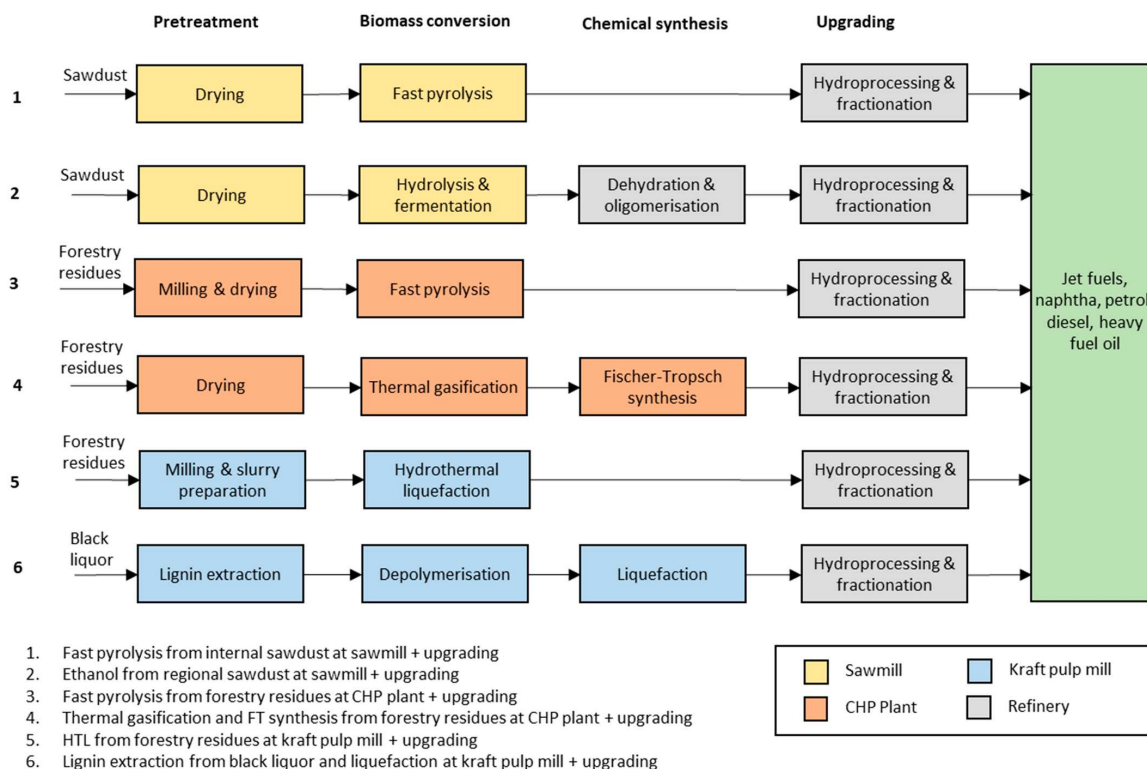 Pretreatment
Biomass conversion
Chemical synthesis
Upgrading
1
Sawdust
Drying
Fast pyrolysis
Hydroprocessing &
fractionation
2
Sawdust
Drying
Hydrolysis &
fermentation
Dehydration &
oligomerisation
Hydroprocessing &
fractionation
3
Forestry
residues
Milling & drying
Fast pyrolysis
Hydroprocessing &
fractionation
4
Forestry
residues
Drying
Thermal gasification
Fischer-Tropsch
synthesis
Hydroprocessing &
fractionation
5
Forestry
residues
Milling & slurry
preparation
Hydrothermal
liquefaction
Hydroprocessing &
fractionation
6
Black
liquor
Lignin extraction
Depolymerisation
Liquefaction
Hydroprocessing &
fractionation
Jet fuels,
naphtha, petrol,
diesel, heavy
fuel oil
1. Fast pyrolysis from internal sawdust at sawmill + upgrading
2. Ethanol from regional sawdust at sawmill + upgrading
3. Fast pyrolysis from forestry residues at CHP plant + upgrading
4. Thermal gasification and FT synthesis from forestry residues at CHP plant + upgrading
5. HTL from forestry residues at kraft pulp mill + upgrading
6. Lignin extraction from black liquor and liquefaction at kraft pulp mill + upgrading
Sawmill
Kraft pulp mill
CHP Plant
Refinery